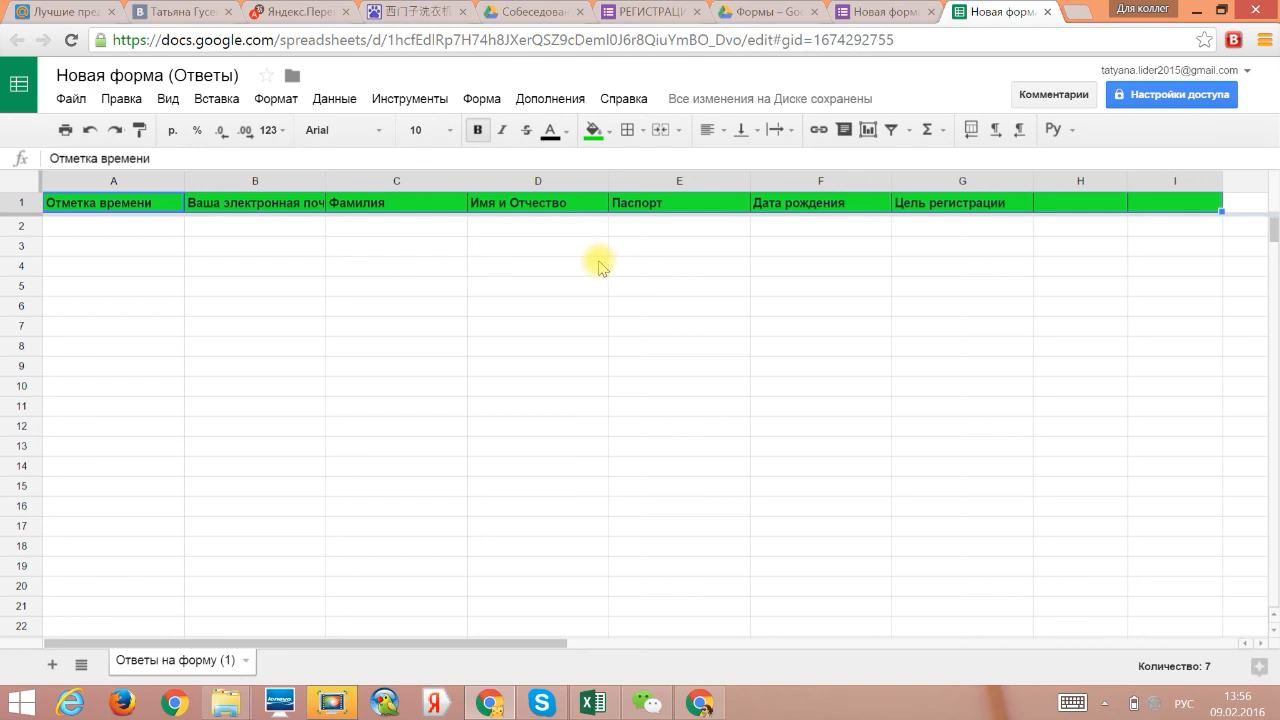 Лучшие пре
Татьяна Гусе
Яндекс.Пере
西门子洗衣机
Собеседован
РЕГИСТРАЦИ
Формы – Goo
Новая форм
Новая форм
Для коллег
https://docs.google.com/spreadsheets/d/1hcfEdlRp7H74h8JXerQSZ9cDeml0J6r8QiuYmBO_Dvo/edit#gid=1674292755
Новая форма (Ответы)
tatyana.lider2015@gmail.com
Файл Правка Вид Вставка Формат Данные Инструменты Форма Дополнения Справка Все изменения на Диске сохранены
Комментарии
Настройки доступа
р. % .0 .00 123 Arial 10 B I S A Σ Ру
fx Отметка времени
A B C D E F G H I
1 Отметка времени Ваша электронная поч Фамилия Имя и Отчество Паспорт Дата рождения Цель регистрации
2
3
4
5
6
7
8
9
10
11
12
13
14
15
16
17
18
19
20
21
22
Ответы на форму (1)
Количество: 7
lenovo
РУС
13:56
09.02.2016